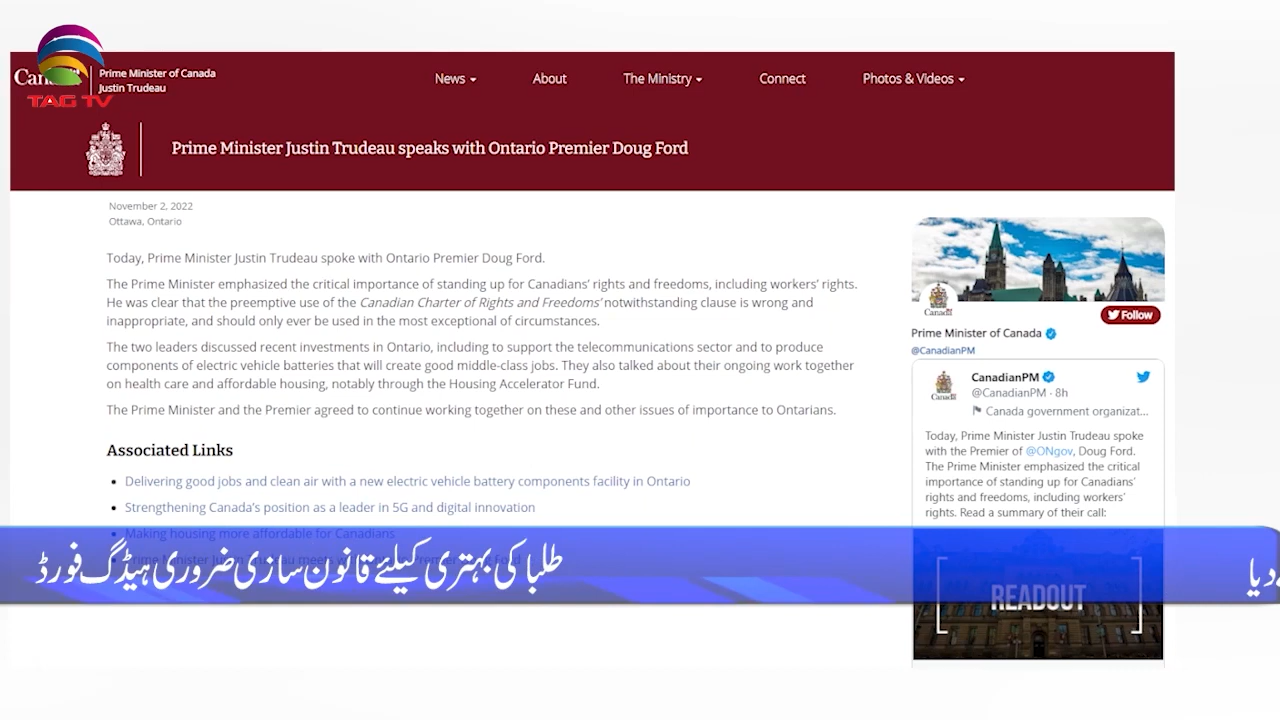 Canada
Prime Minister of Canada
Justin Trudeau
TAG TV
News
About
The Ministry
Connect
Photos & Videos
Prime Minister Justin Trudeau speaks with Ontario Premier Doug Ford
November 2, 2022
Ottawa, Ontario
Today, Prime Minister Justin Trudeau spoke with Ontario Premier Doug Ford.
The Prime Minister emphasized the critical importance of standing up for Canadians’ rights and freedoms, including workers’ rights.
He was clear that the preemptive use of the Canadian Charter of Rights and Freedoms’ notwithstanding clause is wrong and
inappropriate, and should only ever be used in the most exceptional of circumstances.
The two leaders discussed recent investments in Ontario, including to support the telecommunications sector and to produce
components of electric vehicle batteries that will create good middle-class jobs. They also talked about their ongoing work together
on health care and affordable housing, notably through the Housing Accelerator Fund.
The Prime Minister and the Premier agreed to continue working together on these and other issues of importance to Ontarians.
Associated Links
Delivering good jobs and clean air with a new electric vehicle battery components facility in Ontario
Strengthening Canada’s position as a leader in 5G and digital innovation
Making housing more affordable for Canadians
Canada
Follow
Prime Minister of Canada
@CanadianPM
CanadianPM
@CanadianPM · 8h
Canada government organizat...
Today, Prime Minister Justin Trudeau spoke
with the Premier of @ONgov, Doug Ford.
The Prime Minister emphasized the critical
importance of standing up for Canadians’
rights and freedoms, including workers’
rights. Read a summary of their call:
READOUT
دیا
طلبا کی بہتری کیلئے قانون سازی ضروری ہیڈگ فورڈ